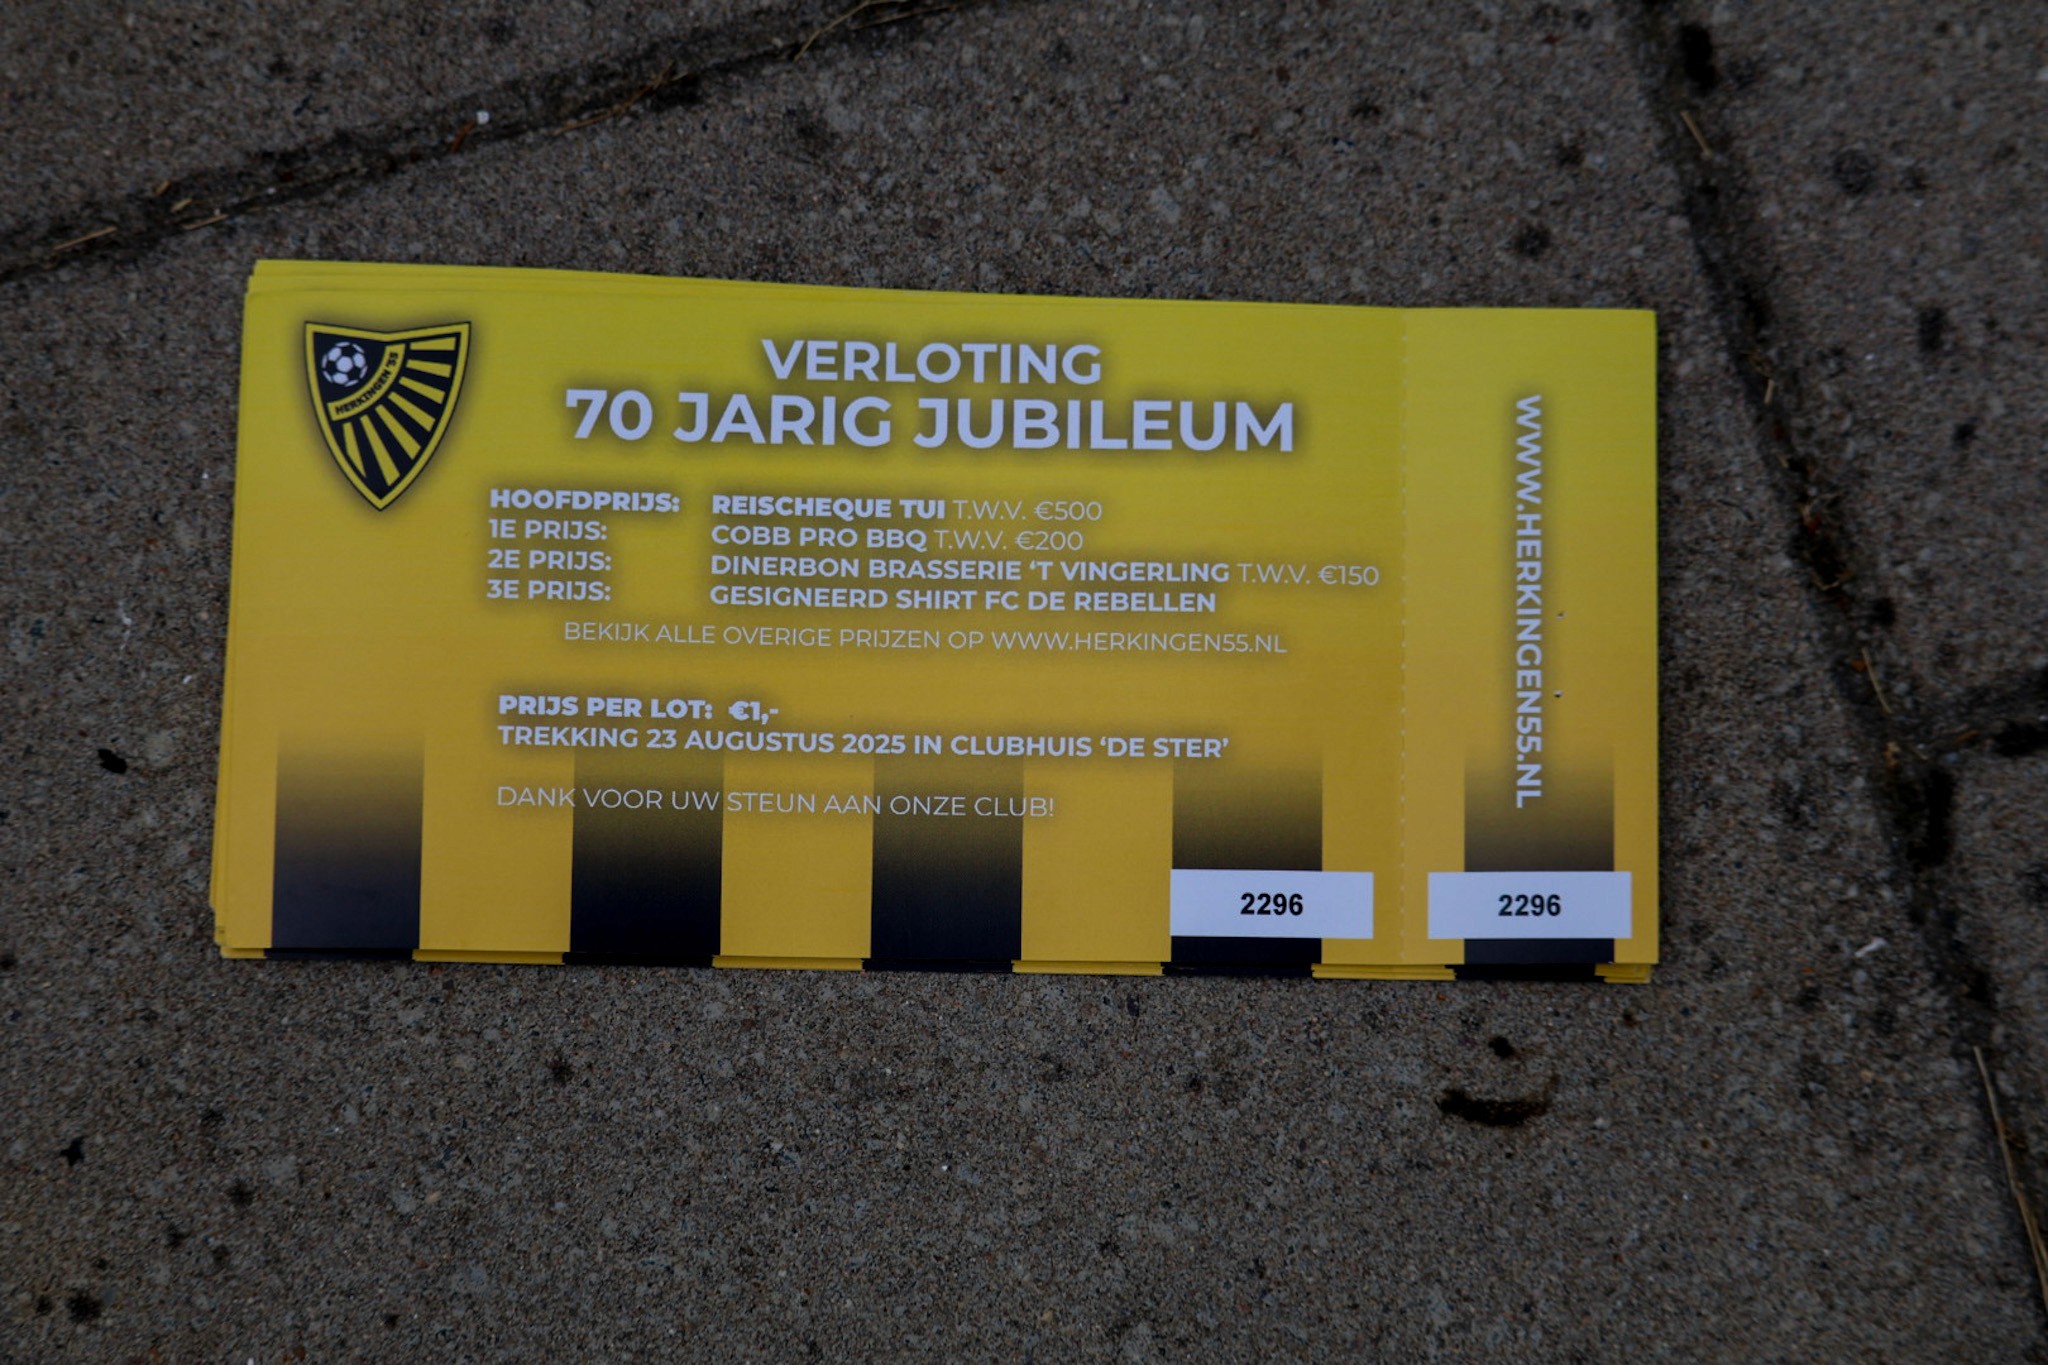 HERKINGEN '55
VERLOTING
70 JARIG JUBILEUM
HOOFDPRIJS: REISCHEQUE TUI T.W.V. €500
1E PRIJS: COBB PRO BBQ T.W.V. €200
2E PRIJS: DINERBON BRASSERIE ‘T VINGERLING T.W.V. €150
3E PRIJS: GESIGNEERD SHIRT FC DE REBELLEN
BEKIJK ALLE OVERIGE PRIJZEN OP WWW.HERKINGEN55.NL
PRIJS PER LOT: €1,-
TREKKING 23 AUGUSTUS 2025 IN CLUBHUIS ‘DE STER’
DANK VOOR UW STEUN AAN ONZE CLUB!
2296
WWW.HERKINGEN55.NL
2296